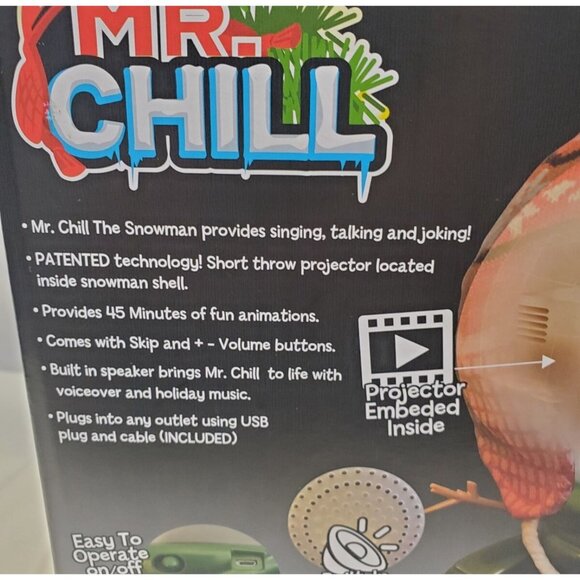 MR.
CHILL
• Mr. Chill The Snowman provides singing, talking and joking!
• PATENTED technology! Short throw projector located
inside snowman shell.
• Provides 45 Minutes of fun animations.
• Comes with Skip and + - Volume buttons.
• Built in speaker brings Mr. Chill to life with
voiceover and holiday music.
• Plugs into any outlet using USB
plug and cable (INCLUDED)
Projector
Embeded
Inside
Easy To
Operate
on/off